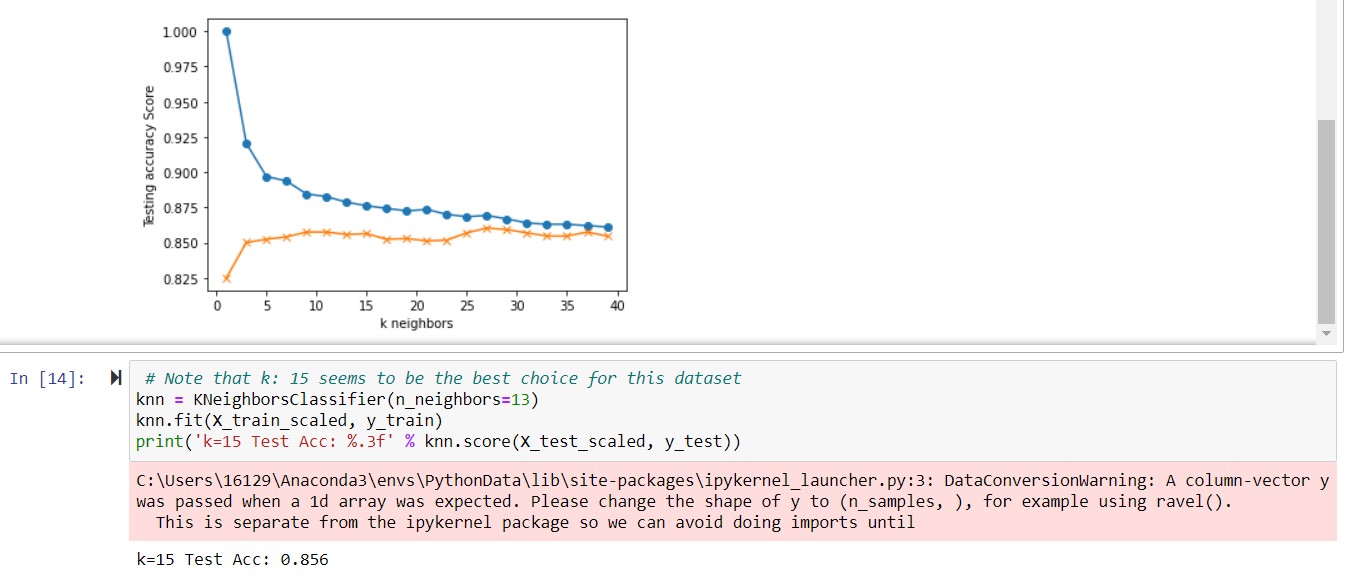 1.000
0.975
0.950
0.925
0.900
0.875
0.850
0.825
Testing accuracy Score
0 5 10 15 20 25 30 35 40
k neighbors
In [14]:
# Note that k: 15 seems to be the best choice for this dataset
knn = KNeighborsClassifier(n_neighbors=13)
knn.fit(X_train_scaled, y_train)
print('k=15 Test Acc: %.3f' % knn.score(X_test_scaled, y_test))
C:\Users\16129\Anaconda3\envs\PythonData\lib\site-packages\ipykernel_launcher.py:3: DataConversionWarning: A column-vector y
was passed when a 1d array was expected. Please change the shape of y to (n_samples, ), for example using ravel().
This is separate from the ipykernel package so we can avoid doing imports until
k=15 Test Acc: 0.856